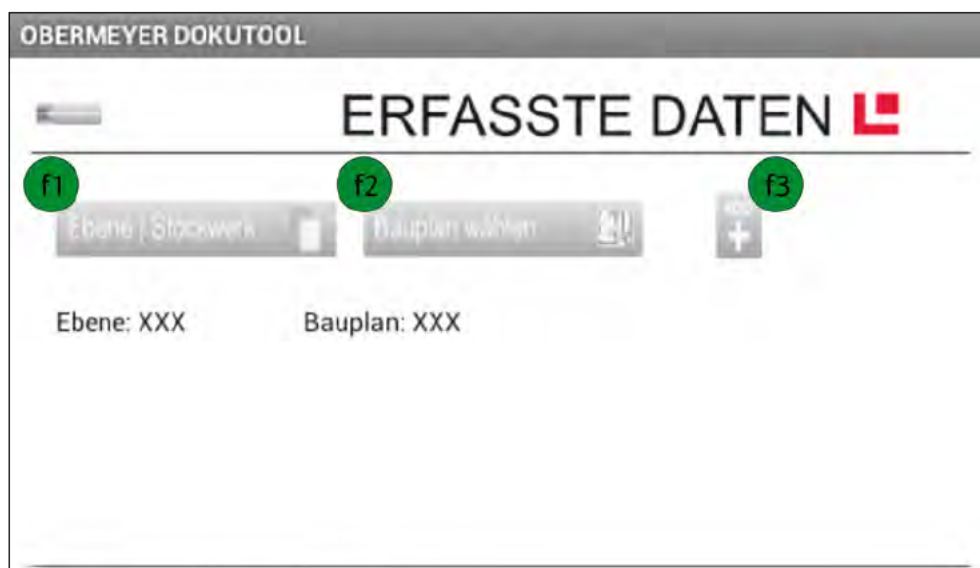 OBERMEYER DOKUTOOL
ERFASSTE DATEN
f1 f2 f3
Ebene | Stockwerk Bauplan wählen
Ebene: XXX Bauplan: XXX